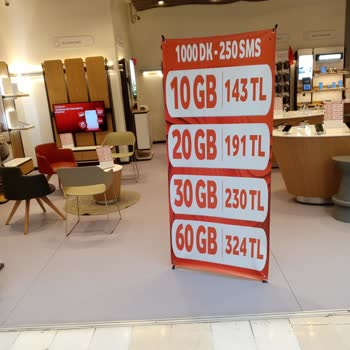 1000 DK - 250 SMS
10 GB 143 TL
20 GB 191 TL
30 GB 230 TL
60 GB 324 TL